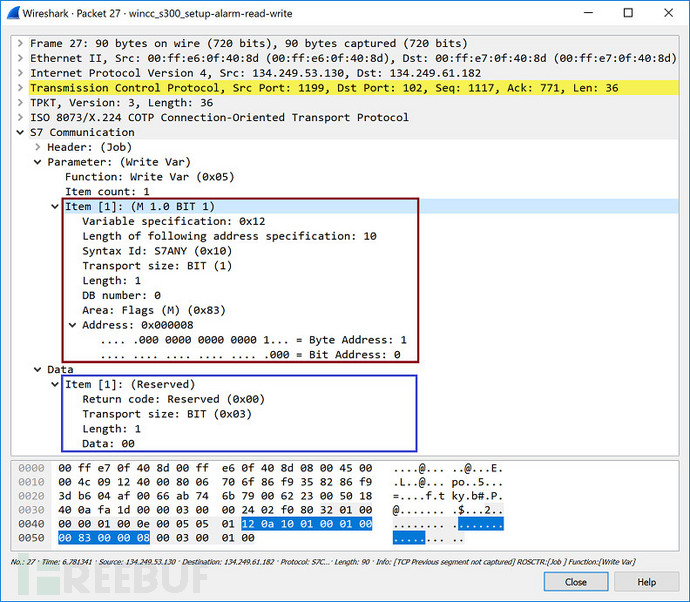 Wireshark · Packet 27 · wincc_s300_setup-alarm-read-write
Frame 27: 90 bytes on wire (720 bits), 90 bytes captured (720 bits)
Ethernet II, Src: 00:ff:e6:0f:40:8d (00:ff:e6:0f:40:8d), Dst: 00:ff:e7:0f:40:8d (00:ff:e7:0f:40:8d)
Internet Protocol Version 4, Src: 134.249.53.130, Dst: 134.249.61.182
Transmission Control Protocol, Src Port: 1199, Dst Port: 102, Seq: 1117, Ack: 771, Len: 36
TPKT, Version: 3, Length: 36
ISO 8073/X.224 COTP Connection-Oriented Transport Protocol
S7 Communication
Header: (Job)
Parameter: (Write Var)
Function: Write Var (0x05)
Item count: 1
Item [1]: (M 1.0 BIT 1)
Variable specification: 0x12
Length of following address specification: 10
Syntax Id: S7ANY (0x10)
Transport size: BIT (1)
Length: 1
DB number: 0
Area: Flags (M) (0x83)
Address: 0x000008
.... .000 0000 0000 0000 1... = Byte Address: 1
.... .... .... .... .... .000 = Bit Address: 0
Data
Item [1]: (Reserved)
Return code: Reserved (0x00)
Transport size: BIT (0x03)
Length: 1
Data: 00
0000 00 ff e7 0f 40 8d 00 ff e6 0f 40 8d 08 00 45 00 ....@... ..@...E.
0010 00 4c 09 12 40 00 80 06 70 6f 86 f9 35 82 86 f9 .L..@... po..5...
0020 3d b6 04 af 00 66 ab 74 6b 79 00 62 23 00 50 18 =....f.t ky.b#.P.
0030 40 0a fa 1d 00 00 03 00 00 24 02 f0 80 32 01 00 @....... .$...2..
0040 00 00 01 00 0e 00 05 05 01 12 0a 10 01 00 01 00 ........ ........
0050 00 83 00 00 08 00 03 00 01 00 ........ ..
No.: 27 · Time: 6.781341 · Source: 134.249.53.130 · Destination: 134.249.61.182 · Protocol: S7C... · Length: 90 · Info: [TCP Previous segment not captured] ROSCTR:[Job ] Function:[Write Var]
Close Help
FREEBUF